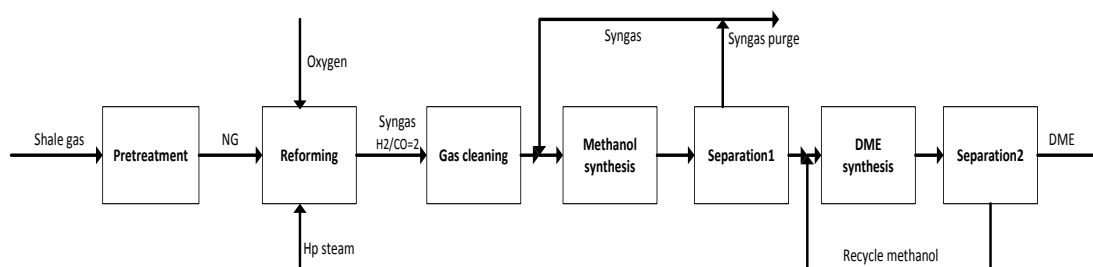 Syngas
Syngas purge
Oxygen
Shale gas
Pretreatment
NG
Reforming
Syngas
H2/CO=2
Gas cleaning
Methanol
synthesis
Separation1
DME
synthesis
Separation2
DME
Hp steam
Recycle methanol